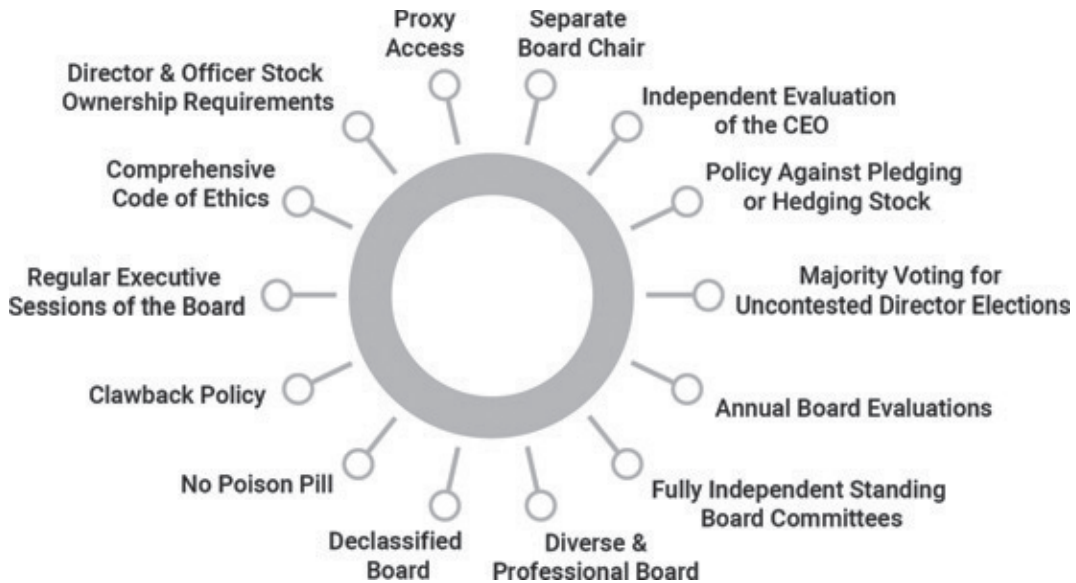 Proxy
Access
Separate
Board Chair
Independent Evaluation
of the CEO
Policy Against Pledging
or Hedging Stock
Majority Voting for
Uncontested Director Elections
Annual Board Evaluations
Fully Independent Standing
Board Committees
Diverse &
Professional Board
Declassified
Board
No Poison Pill
Clawback Policy
Regular Executive
Sessions of the Board
Comprehensive
Code of Ethics
Director & Officer Stock
Ownership Requirements